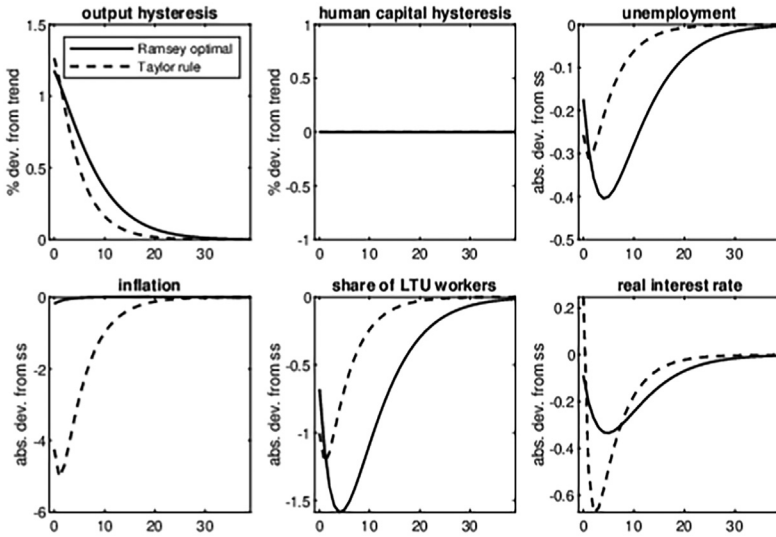 output hysteresis
human capital hysteresis
unemployment
Ramsey optimal
Taylor rule
% dev. from trend
1.5
1
0.5
0
0 10 20 30
% dev. from trend
1
0.5
0
-0.5
-1
0 10 20 30
abs. dev. from ss
-0
-0.1
-0.2
-0.3
-0.4
-0.5
0 10 20 30
inflation
share of LTU workers
real interest rate
abs. dev. from ss
0
-2
-4
-6
0 10 20 30
abs. dev. from ss
-0
-0.5
-1
-1.5
0 10 20 30
abs. dev. from ss
0.2
0
-0.2
-0.4
-0.6
0 10 20 30